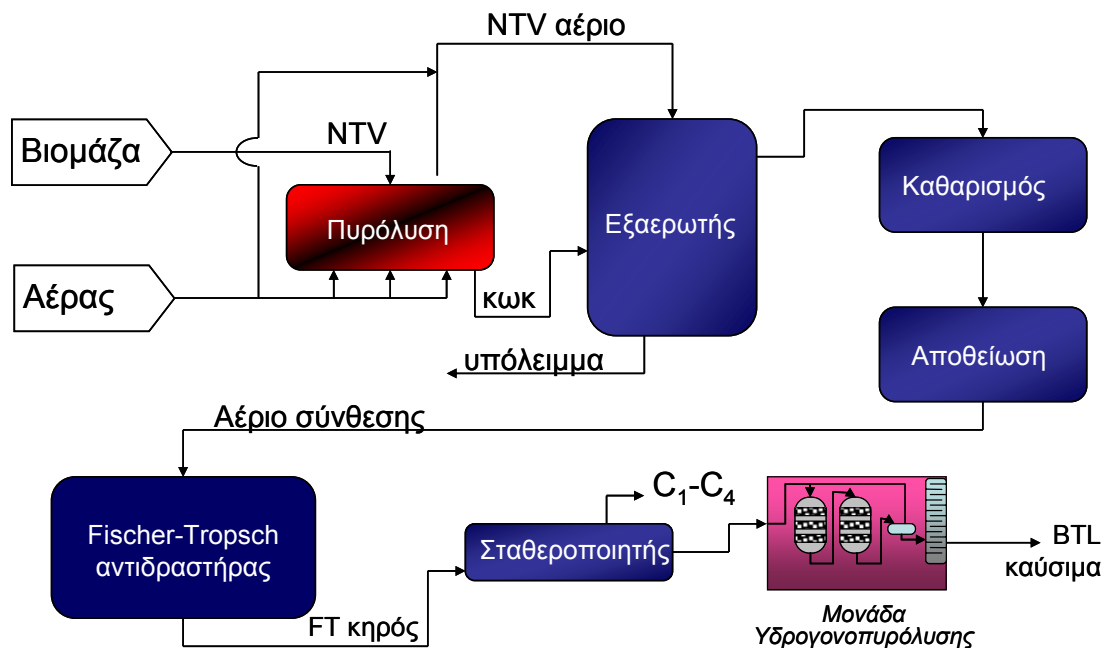 NTV αέριο
Βιομάζα
NTV
Πυρόλυση
Εξαερωτής
Καθαρισμός
Αέρας
κωκ
Αποθείωση
υπόλειμμα
Αέριο σύνθεσης
Fischer-Tropsch
αντιδραστήρας
C₁-C₄
Σταθεροποιητής
BTL
καύσιμα
FT κηρός
Μονάδα
Υδρογονοπυρόλυσης